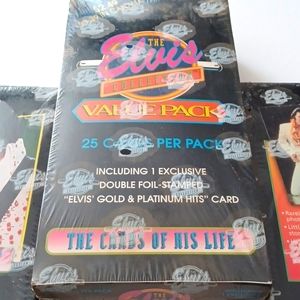 THE
Elvis
COLLECTION
VALUE PACK
25 CARDS PER PACK
INCLUDING 1 EXCLUSIVE
DOUBLE FOIL-STAMPED
"ELVIS' GOLD & PLATINUM HITS" CARD
THE CARDS OF HIS LIFE